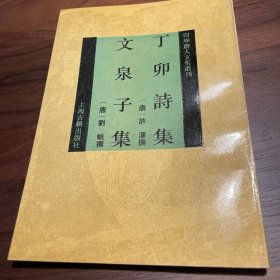 四庫唐人文集叢刊
丁卯詩集
〔唐〕許渾撰
文泉子集
〔唐〕劉蛻撰
上海古籍出版社